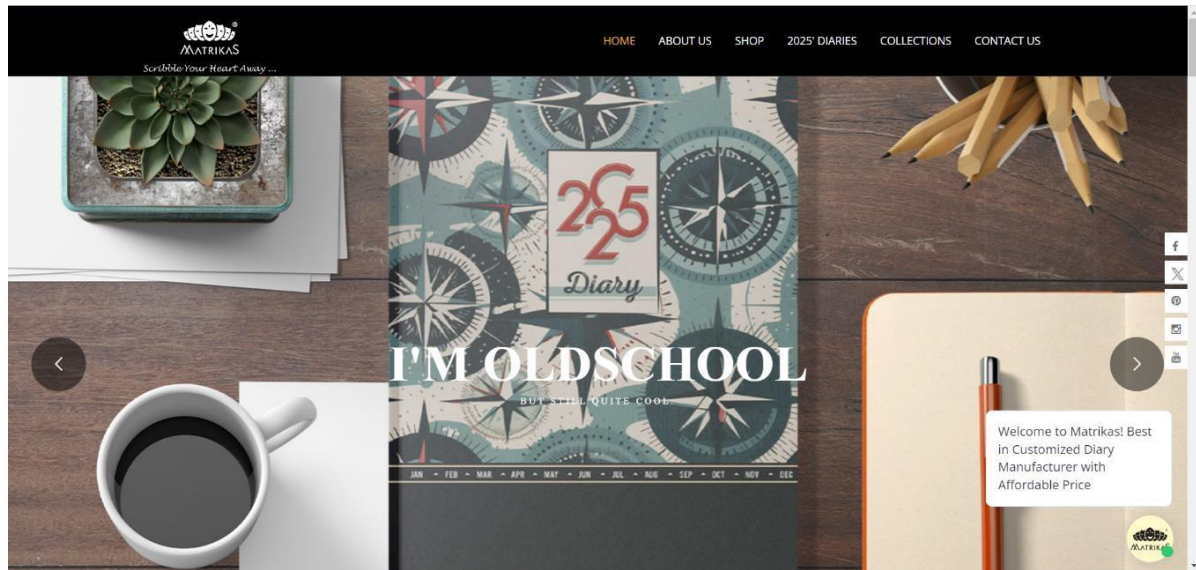 MATRIKAS
Scribble Your Heart Away ...
HOME ABOUT US SHOP 2025' DIARIES COLLECTIONS CONTACT US
2025
Diary
I'M OLDSCHOOL
BUT STILL QUITE COOL
JAN - FEB - MAR - APR - MAY - JUN - JUL - AUG - SEP - OCT - NOV - DEC
Welcome to Matrikas! Best
in Customized Diary
Manufacturer with
Affordable Price
MATRIKAS